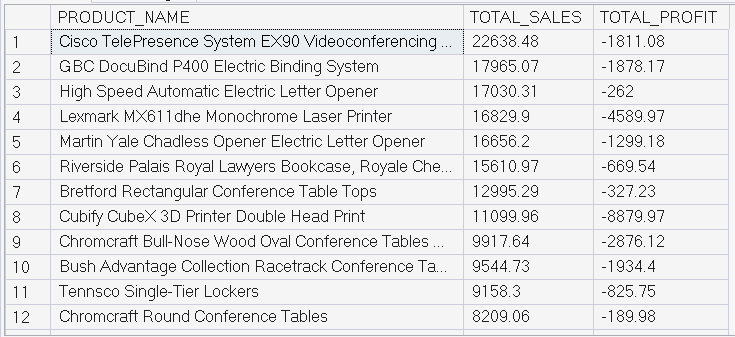 PRODUCT_NAME TOTAL_SALES TOTAL_PROFIT
1 Cisco TelePresence System EX90 Videoconferencing ... 22638.48 -1811.08
2 GBC DocuBind P400 Electric Binding System 17965.07 -1878.17
3 High Speed Automatic Electric Letter Opener 17030.31 -262
4 Lexmark MX611dhe Monochrome Laser Printer 16829.9 -4589.97
5 Martin Yale Chadless Opener Electric Letter Opener 16656.2 -1299.18
6 Riverside Palais Royal Lawyers Bookcase, Royale Che... 15610.97 -669.54
7 Bretford Rectangular Conference Table Tops 12995.29 -327.23
8 Cubify CubeX 3D Printer Double Head Print 11099.96 -8879.97
9 Chromcraft Bull-Nose Wood Oval Conference Tables ... 9917.64 -2876.12
10 Bush Advantage Collection Racetrack Conference Ta... 9544.73 -1934.4
11 Tennsco Single-Tier Lockers 9158.3 -825.75
12 Chromcraft Round Conference Tables 8209.06 -189.98